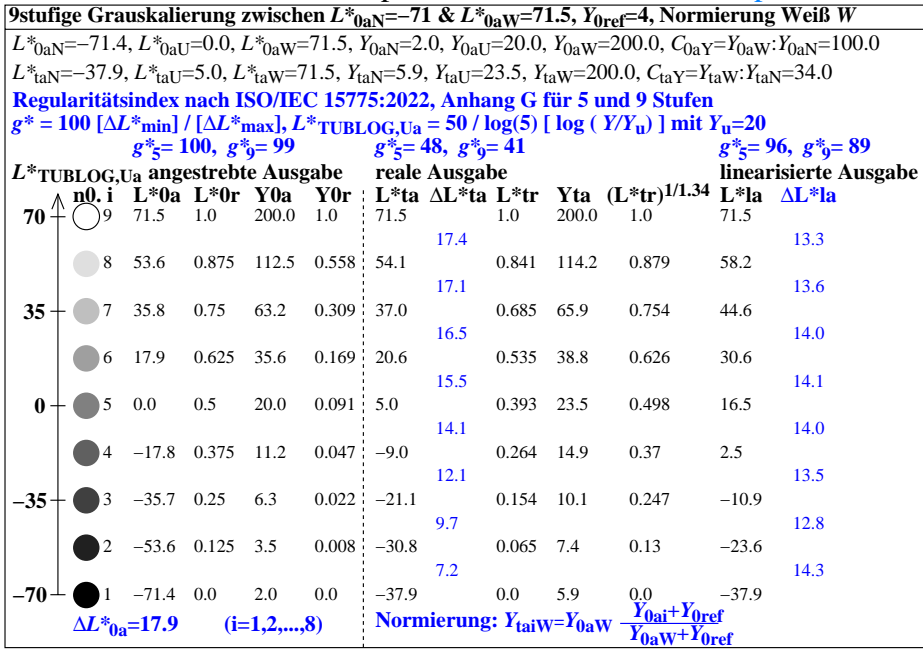 9stufige Grauskalierung zwischen L*0aN=−71 & L*0aW=71.5, Y0ref=4, Normierung Weiß W
L*0aN=−71.4, L*0aU=0.0, L*0aW=71.5, Y0aN=2.0, Y0aU=20.0, Y0aW=200.0, C0aY=Y0aW:Y0aN=100.0
L*taN=−37.9, L*taU=5.0, L*taW=71.5, YtaN=5.9, YtaU=23.5, YtaW=200.0, CtaY=YtaW:YtaN=34.0
Regularitätsindex nach ISO/IEC 15775:2022, Anhang G für 5 und 9 Stufen
g* = 100 [ΔL*min] / [ΔL*max], L*TUBLOG,Ua = 50 / log(5) [ log ( Y/Yu) ] mit Yu=20
g*5= 100, g*9= 99 g*5= 48, g*9= 41 g*5= 96, g*9= 89
L*TUBLOG,Ua angestrebte Ausgabe reale Ausgabe linearisierte Ausgabe
n0. i L*0a L*0r Y0a Y0r L*ta ΔL*ta L*tr Yta (L*tr)1/1.34 L*la ΔL*la
70 9 71.5 1.0 200.0 1.0 71.5 1.0 200.0 1.0 71.5
17.4 13.3
8 53.6 0.875 112.5 0.558 54.1 0.841 114.2 0.879 58.2
17.1 13.6
35 7 35.8 0.75 63.2 0.309 37.0 0.685 65.9 0.754 44.6
16.5 14.0
6 17.9 0.625 35.6 0.169 20.6 0.535 38.8 0.626 30.6
15.5 14.1
0 5 0.0 0.5 20.0 0.091 5.0 0.393 23.5 0.498 16.5
14.1 14.0
4 −17.8 0.375 11.2 0.047 −9.0 0.264 14.9 0.37 2.5
12.1 13.5
−35 3 −35.7 0.25 6.3 0.022 −21.1 0.154 10.1 0.247 −10.9
9.7 12.8
2 −53.6 0.125 3.5 0.008 −30.8 0.065 7.4 0.13 −23.6
7.2 14.3
−70 1 −71.4 0.0 2.0 0.0 −37.9 0.0 5.9 0.0 −37.9
ΔL*0a=17.9 (i=1,2,...,8) Normierung: YtaiW=Y0aW Y0ai+Y0ref
Y0aW+Y0ref